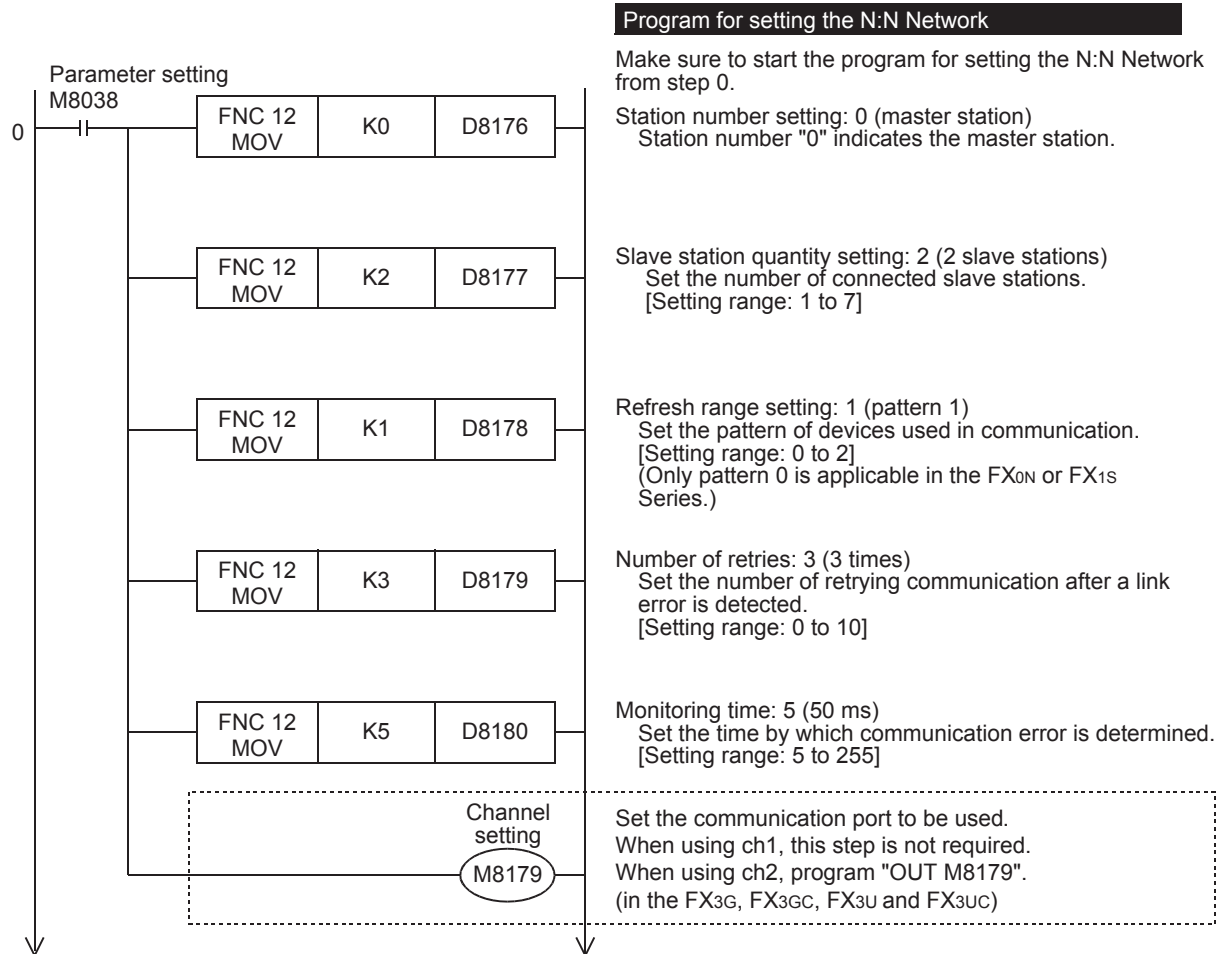 Program for setting the N:N Network
Make sure to start the program for setting the N:N Network
from step 0.
Parameter setting
M8038
0
FNC 12
MOV
K0
D8176
Station number setting: 0 (master station)
Station number "0" indicates the master station.
FNC 12
MOV
K2
D8177
Slave station quantity setting: 2 (2 slave stations)
Set the number of connected slave stations.
[Setting range: 1 to 7]
FNC 12
MOV
K1
D8178
Refresh range setting: 1 (pattern 1)
Set the pattern of devices used in communication.
[Setting range: 0 to 2]
(Only pattern 0 is applicable in the FX0N or FX1S
Series.)
FNC 12
MOV
K3
D8179
Number of retries: 3 (3 times)
Set the number of retrying communication after a link
error is detected.
[Setting range: 0 to 10]
FNC 12
MOV
K5
D8180
Monitoring time: 5 (50 ms)
Set the time by which communication error is determined.
[Setting range: 5 to 255]
Channel
setting
M8179
Set the communication port to be used.
When using ch1, this step is not required.
When using ch2, program "OUT M8179".
(in the FX3G, FX3GC, FX3U and FX3UC)